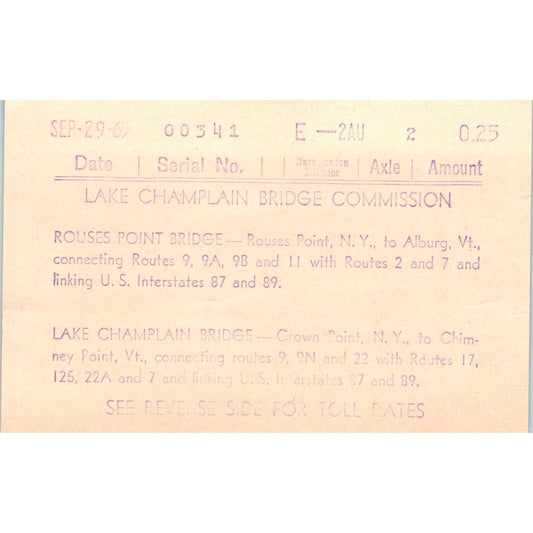 SEP-29-65 00341 E—2AU 2 0.25
Date | Serial No. | Classification | Axle | Amount
LAKE CHAMPLAIN BRIDGE COMMISSION
ROUSES POINT BRIDGE — Rouses Point, N. Y., to Alburg, Vt.,
connecting Routes 9, 9A, 9B and 11 with Routes 2 and 7 and
linking U. S. Interstates 87 and 89.
LAKE CHAMPLAIN BRIDGE — Crown Point, N. Y., to Chim-
ney Point, Vt., connecting routes 9, 9N and 22 with Routes 17,
125, 22A and 7 and linking U. S. Interstates 87 and 89.
SEE REVERSE SIDE FOR TOLL RATES